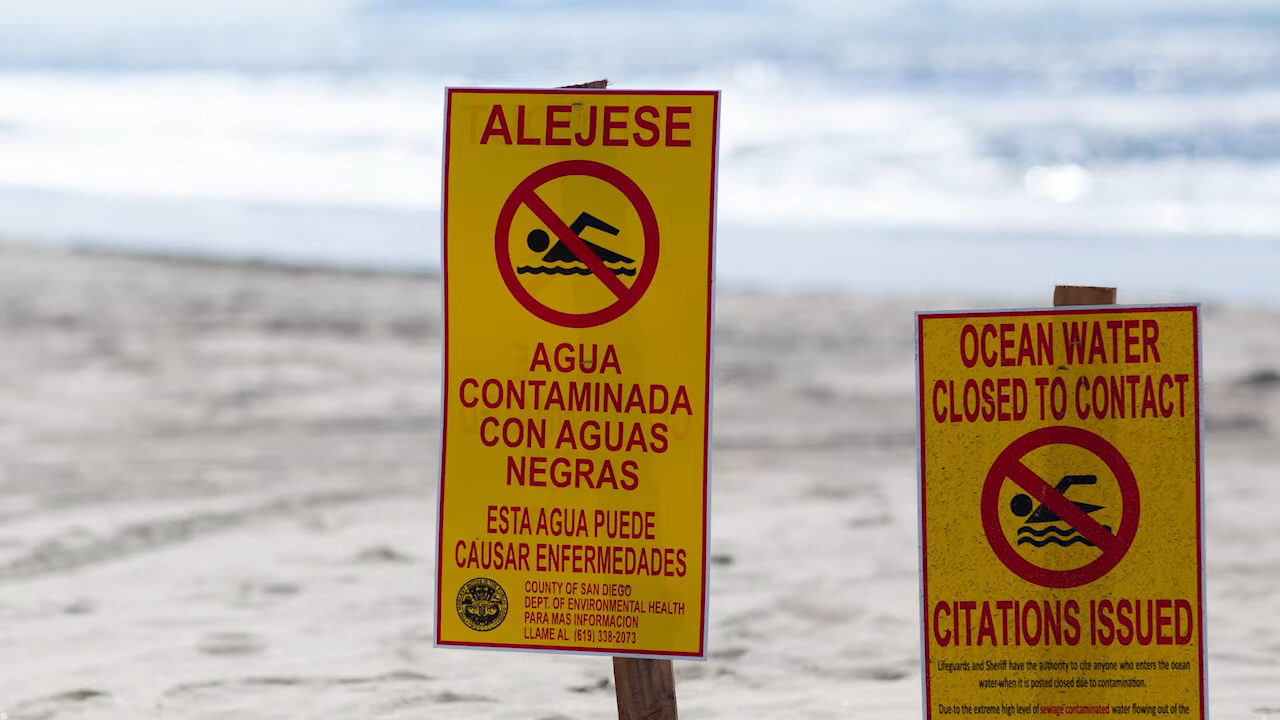 ALEJESE
AGUA
CONTAMINADA
CON AGUAS
NEGRAS
ESTA AGUA PUEDE
CAUSAR ENFERMEDADES
COUNTY OF SAN DIEGO
DEPT. OF ENVIRONMENTAL HEALTH
PARA MAS INFORMACION
LLAME AL (619) 338-2073
OCEAN WATER
CLOSED TO CONTACT
CITATIONS ISSUED
Lifeguards and Sheriff have the authority to cite anyone who enters the ocean
water when it is posted closed due to contamination.
Due to the extreme high level of sewage contaminated water flowing out of the